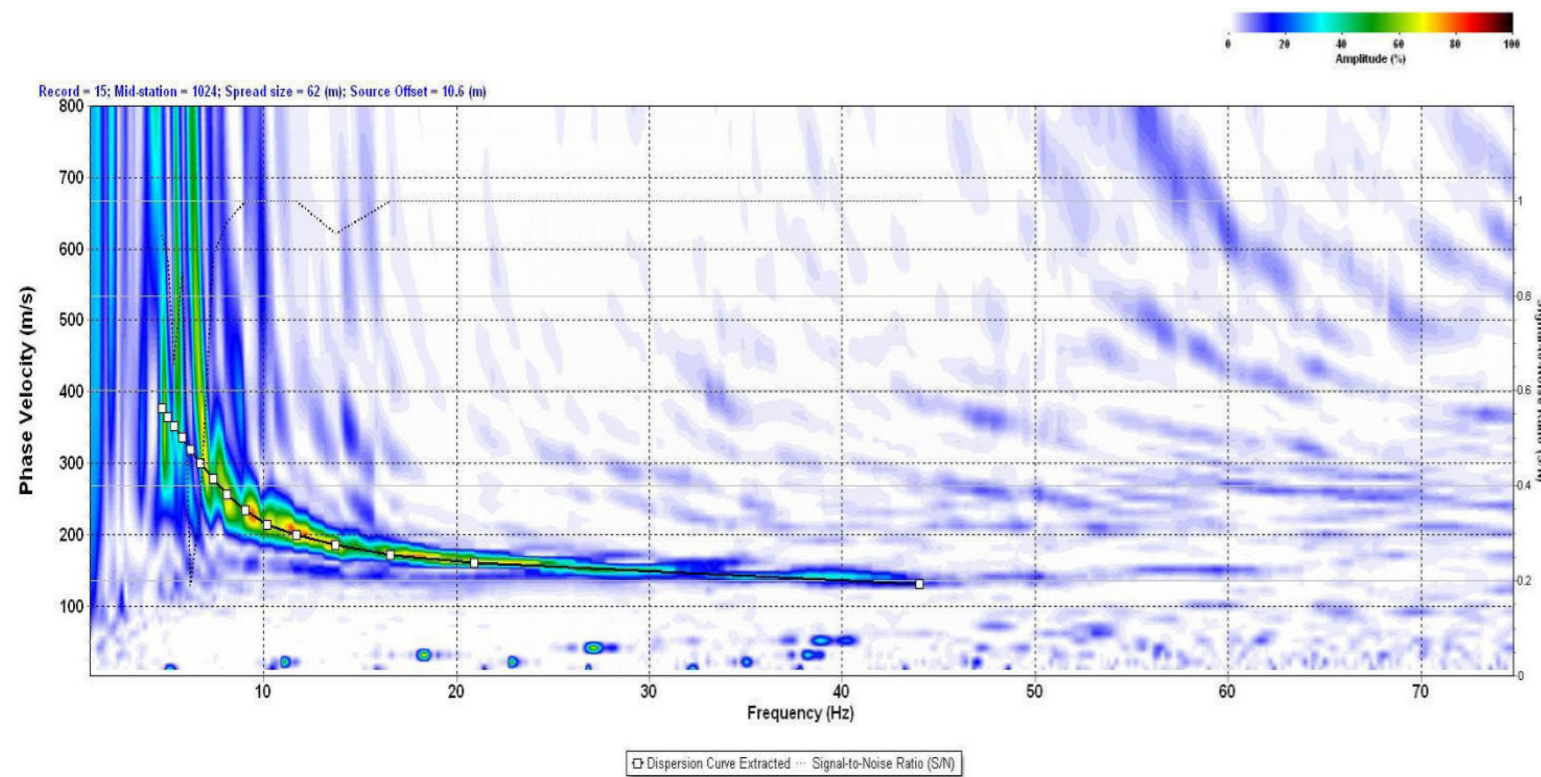 0 20 40 60 80 100
Amplitude (%)
Record = 15; Mid-station = 1024; Spread size = 62 (m); Source Offset = 10.6 (m)
800
700
600
500
400
300
200
100
Phase Velocity (m/s)
1
0.8
0.6
0.4
0.2
0
(S/N)
10 20 30 40 50 60 70
Frequency (Hz)
Dispersion Curve Extracted Signal-to-Noise Ratio (S/N)